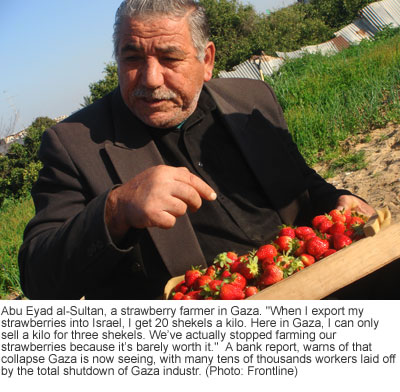 Abu Eyad al-Sultan, a strawberry farmer in Gaza. "When I export my
strawberries into Israel, I get 20 shekels a kilo. Here in Gaza, I can only
sell a kilo for three shekels. We've actually stopped farming our
strawberries because it's barely worth it."  A bank report, warns of that
collapse Gaza is now seeing, with many tens of thousands workers laid off
by the total shutdown of Gaza industr. (Photo: Frontline)